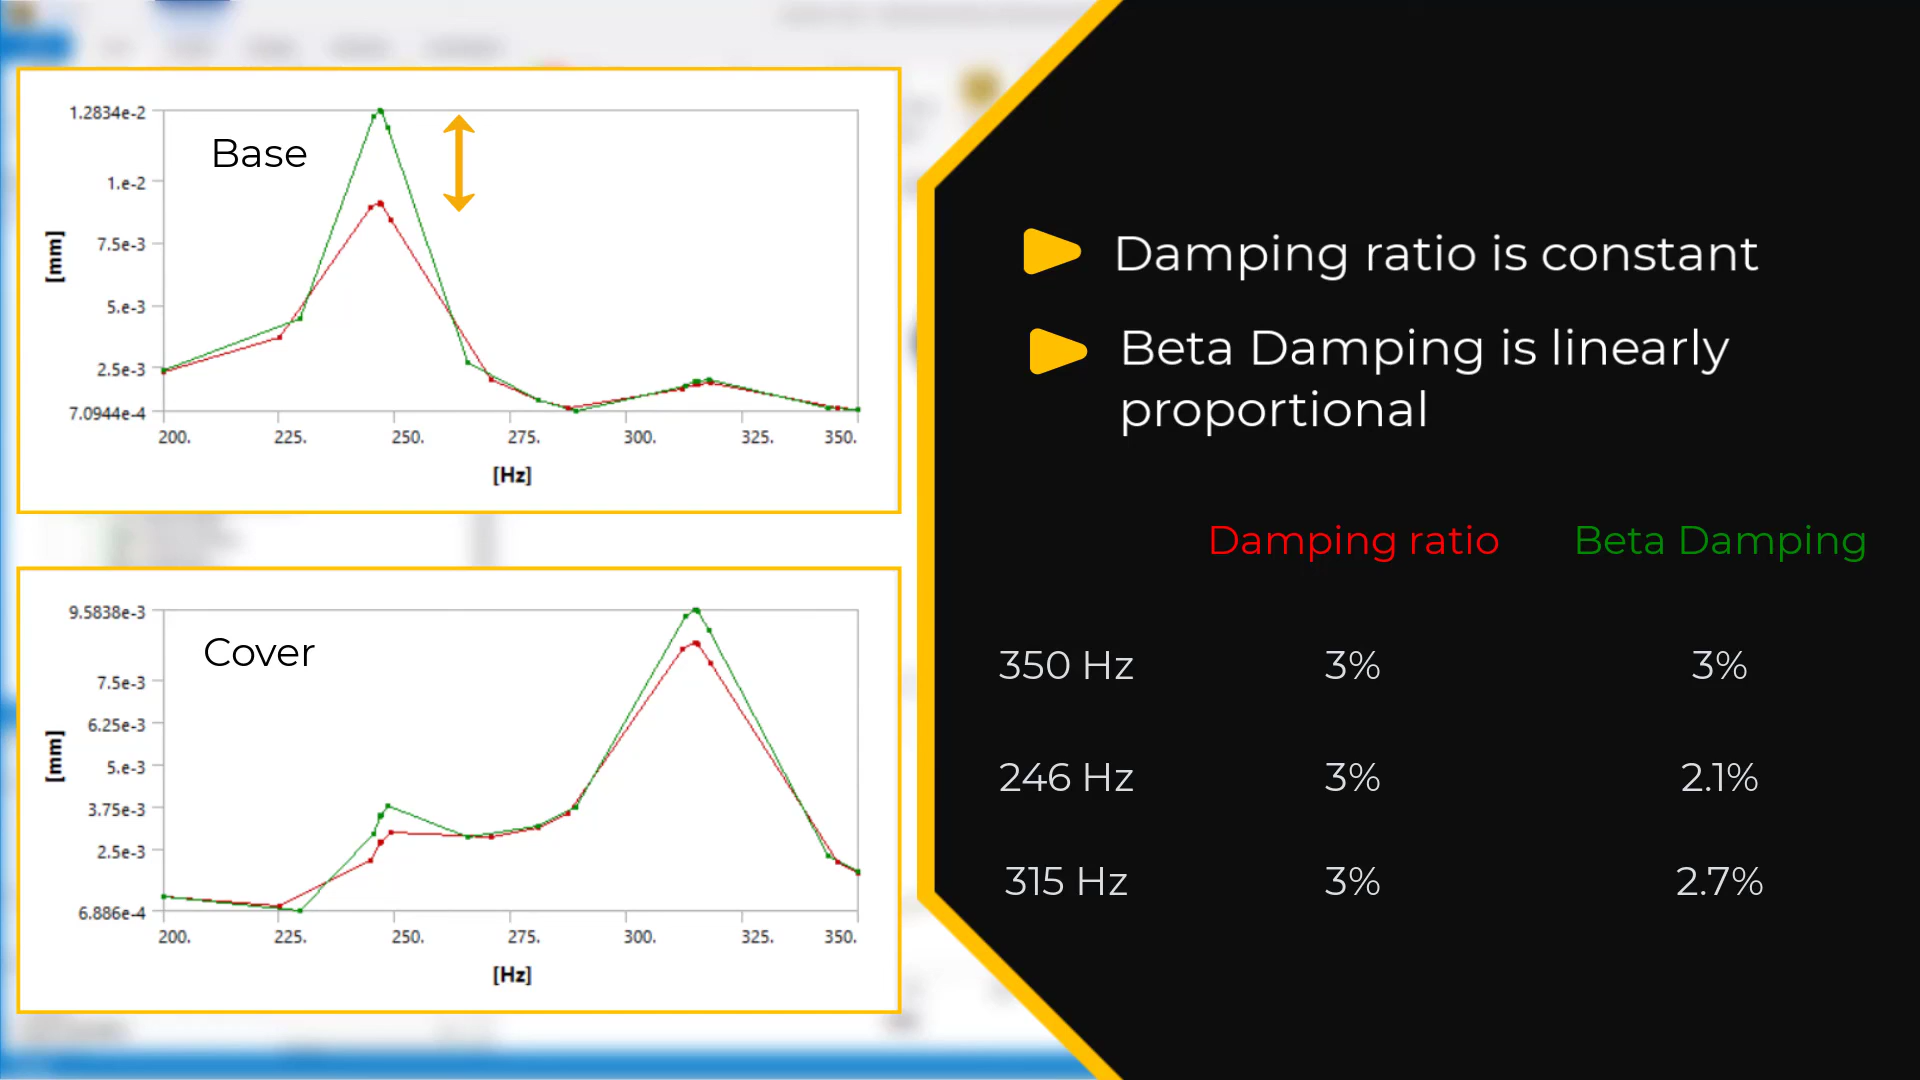 1.2834e-2
Base
1.e-2
7.5e-3
[mm]
5.e-3
2.5e-3
7.0944e-4
200. 225. 250. 275. 300. 325. 350.
[Hz]
9.5838e-3
Cover
7.5e-3
6.25e-3
[mm]
5.e-3
3.75e-3
2.5e-3
6.886e-4
200. 225. 250. 275. 300. 325. 350.
[Hz]
Damping ratio is constant
Beta Damping is linearly
proportional
Damping ratio Beta Damping
350 Hz 3% 3%
246 Hz 3% 2.1%
315 Hz 3% 2.7%